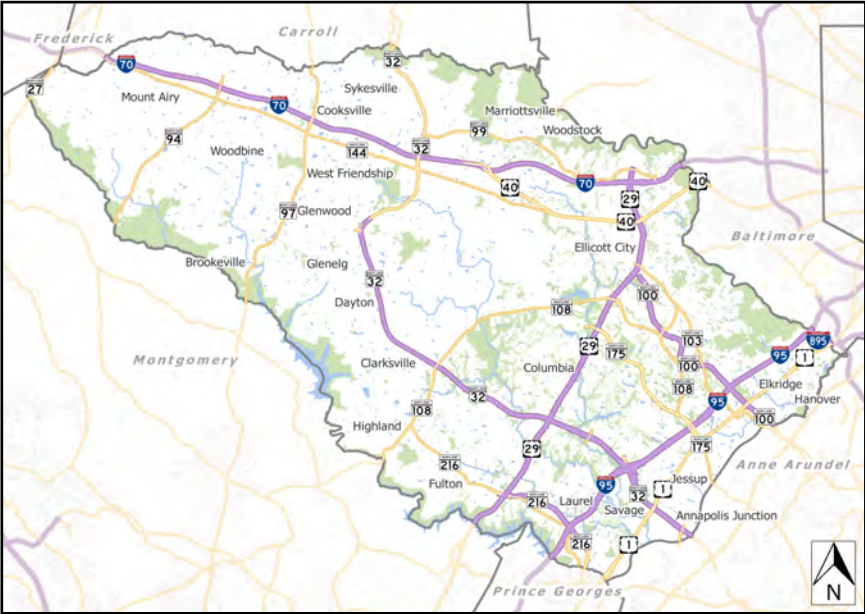 Carroll
Frederick
32
70
27
Sykesville
Mount Airy
70
Cooksville
Marriottsville
99
Woodstock
94
32
Woodbine
144
West Friendship
40
70
40
29
97
Glenwood
40
Ellicott City
Baltimore
Brookeville
Glenelg
32
100
Dayton
108
103
895
29
175
95
1
Montgomery
Clarksville
Columbia
100
Elkridge
108
32
95
Hanover
108
100
Highland
175
29
216
Anne Arundel
Fulton
95
Jessup
1
32
216
Laurel
Savage
Annapolis Junction
216
1
Prince Georges
N